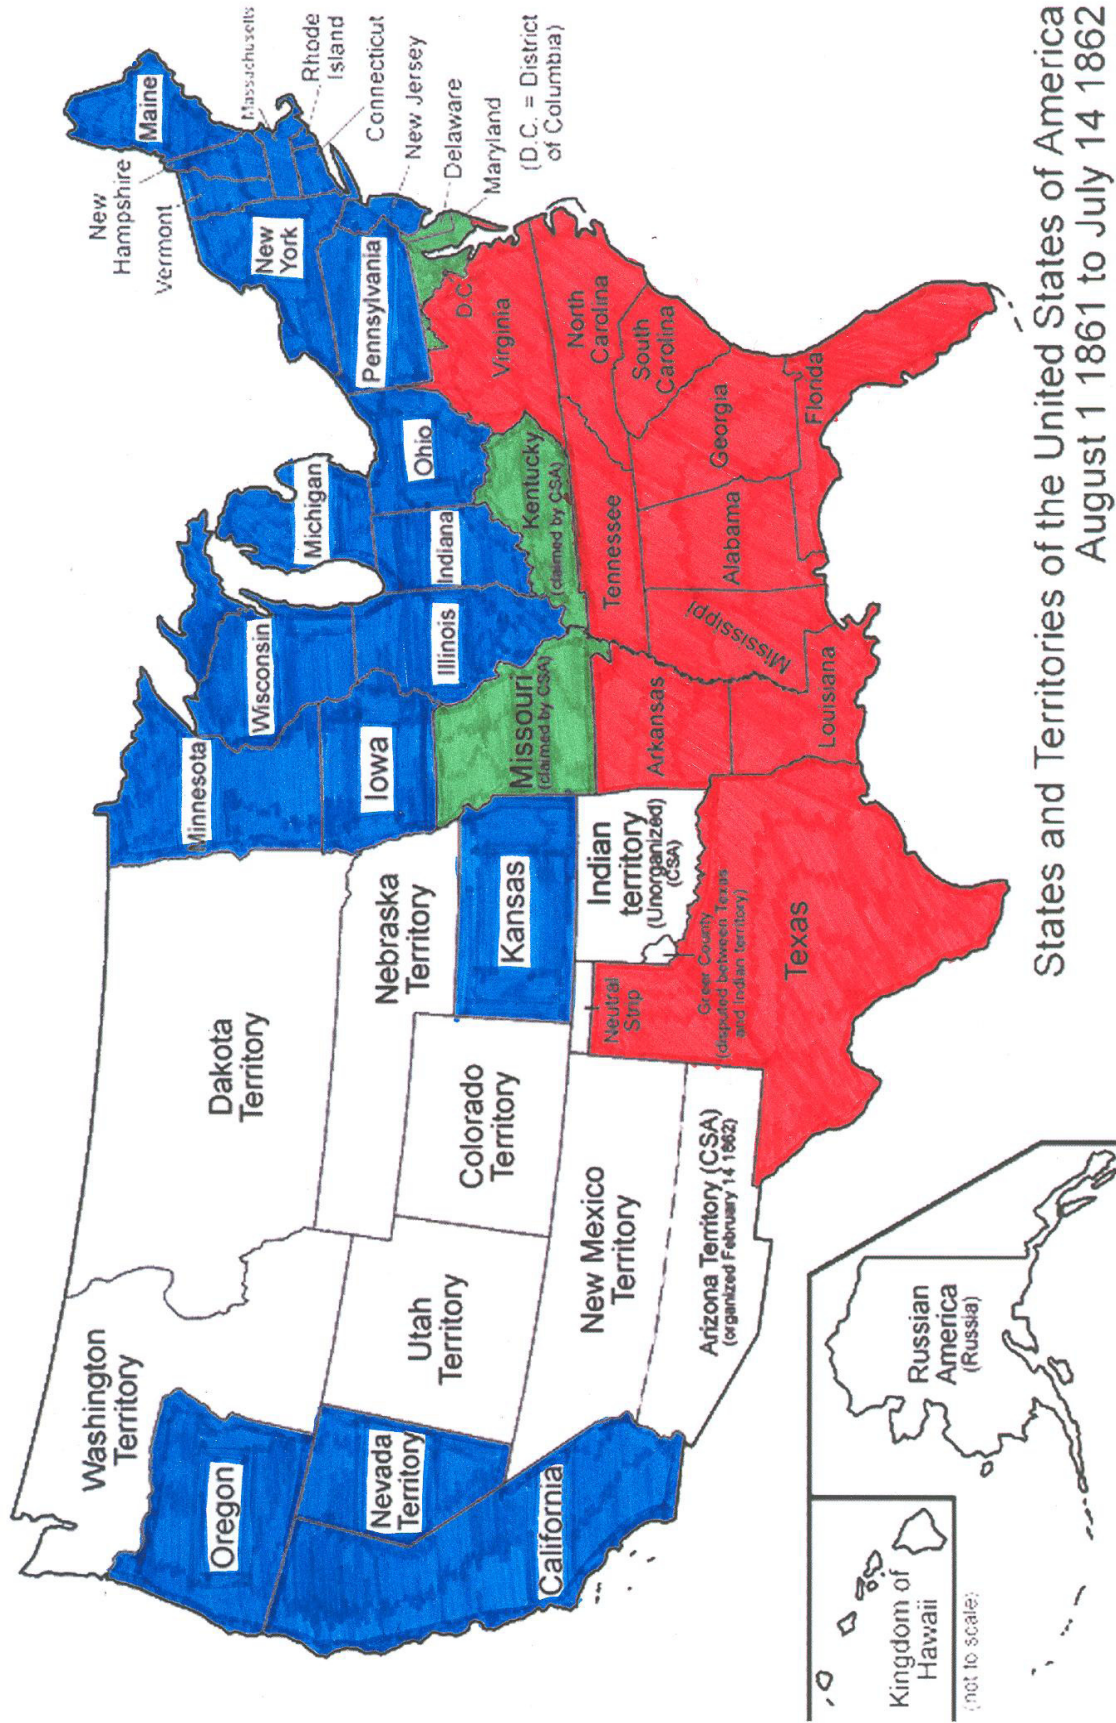 Washington
Territory
Oregon
Nevada
Territory
California
Utah
Territory
Dakota
Territory
Nebraska
Territory
Colorado
Territory
New Mexico
Territory
Arizona Territory (CSA)
(organized February 14 1862)
Kansas
Indian
territory
(Unorganized)
(CSA)
Neutral
Strip
Greer County
(disputed between Texas
and Indian territory)
Texas
Minnesota
Iowa
Missouri
(claimed by CSA)
Arkansas
Louisiana
Wisconsin
Illinois
Michigan
Indiana
Ohio
Kentucky
(claimed by CSA)
Tennessee
Mississippi
Alabama
Georgia
Florida
South
Carolina
North
Carolina
Virginia
D.C.
Pennsylvania
New
York
Vermont
New
Hampshire
Maine
Massachusetts
Rhode
Island
Connecticut
New Jersey
Delaware
Maryland
(D.C. = District
of Columbia)
Kingdom of
Hawaii
(not to scale)
Russian
America
(Russia)
States and Territories of the United States of America
August 1 1861 to July 14 1862